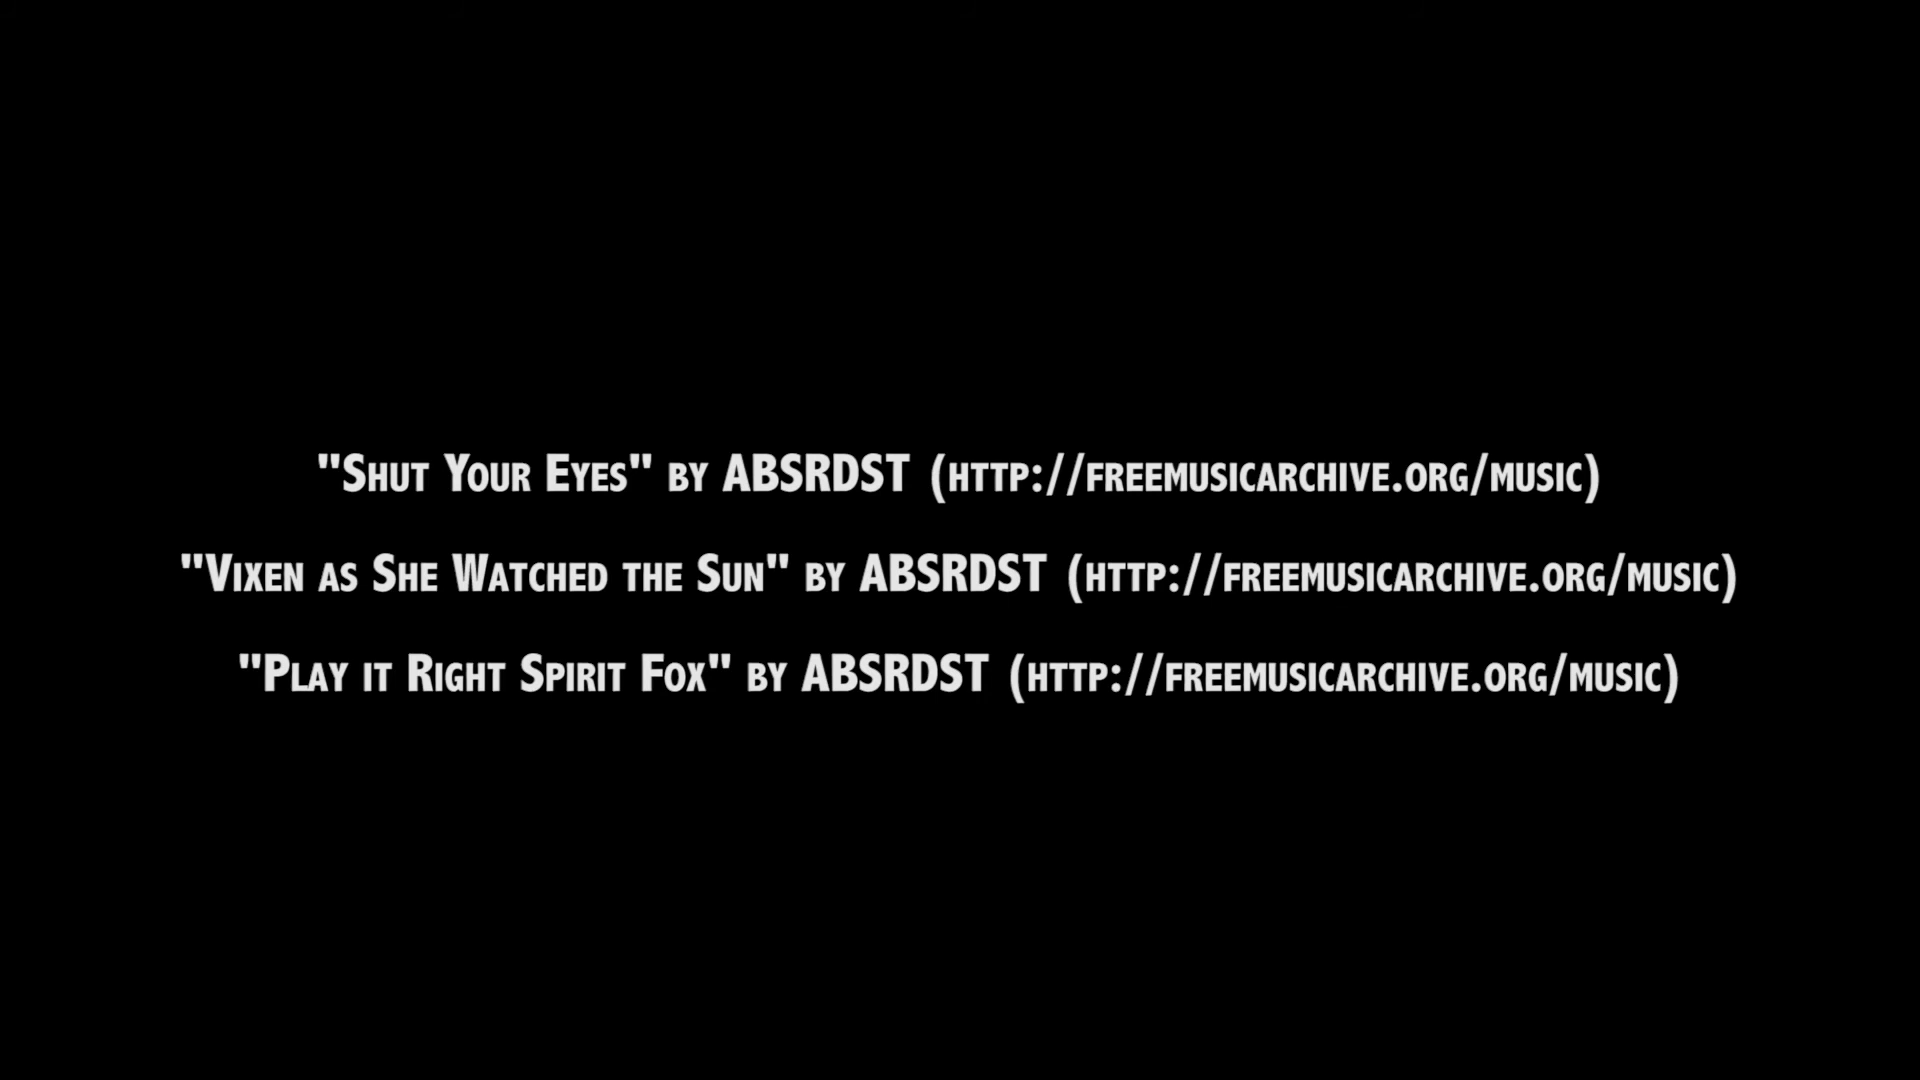 "Shut Your Eyes" by ABSRDST (http://freemusicarchive.org/music)
"Vixen as She Watched the Sun" by ABSRDST (http://freemusicarchive.org/music)
"Play it Right Spirit Fox" by ABSRDST (http://freemusicarchive.org/music)